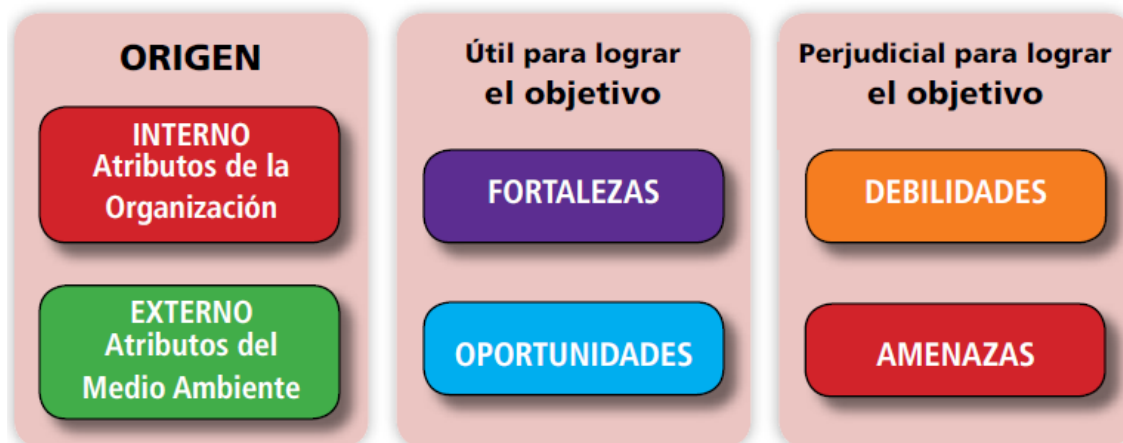 ORIGEN
INTERNO
Atributos de la
Organización
EXTERNO
Atributos del
Medio Ambiente
Útil para lograr
el objetivo
FORTALEZAS
OPORTUNIDADES
Perjudicial para lograr
el objetivo
DEBILIDADES
AMENAZAS